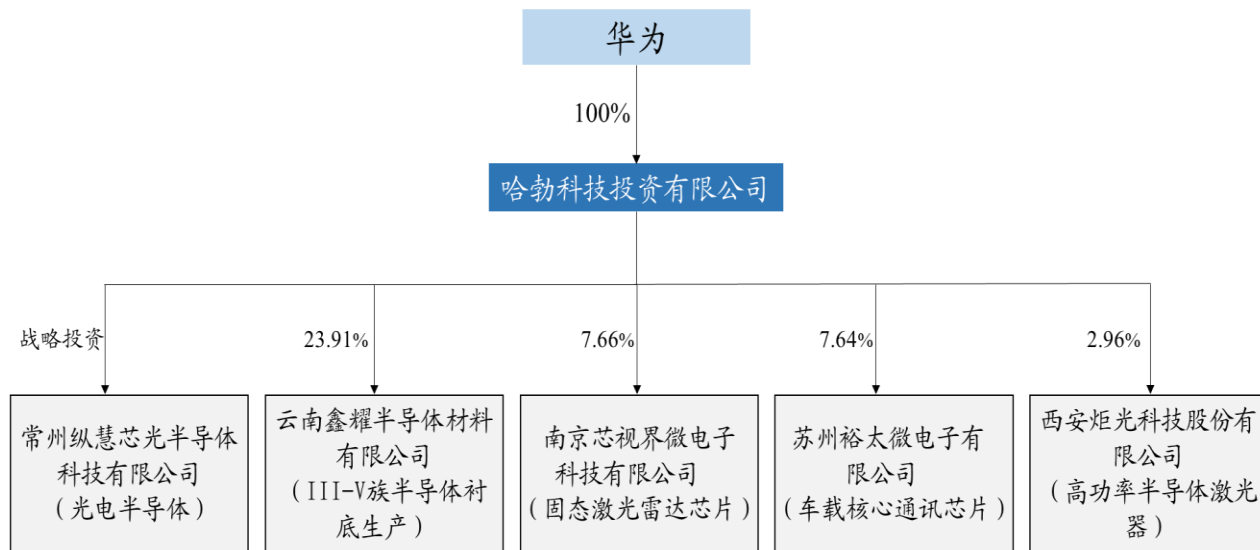 华为
100%
哈勃科技投资有限公司
战略投资
23.91%
7.66%
7.64%
2.96%
常州纵慧芯光半导体
科技有限公司
(光电半导体)
云南鑫耀半导体材料
有限公司
(III-V族半导体衬
底生产)
南京芯视界微电子
科技有限公司
(固态激光雷达芯片)
苏州裕太微电子有
限公司
(车载核心通讯芯片)
西安炬光科技股份有
限公司
(高功率半导体激光
器)